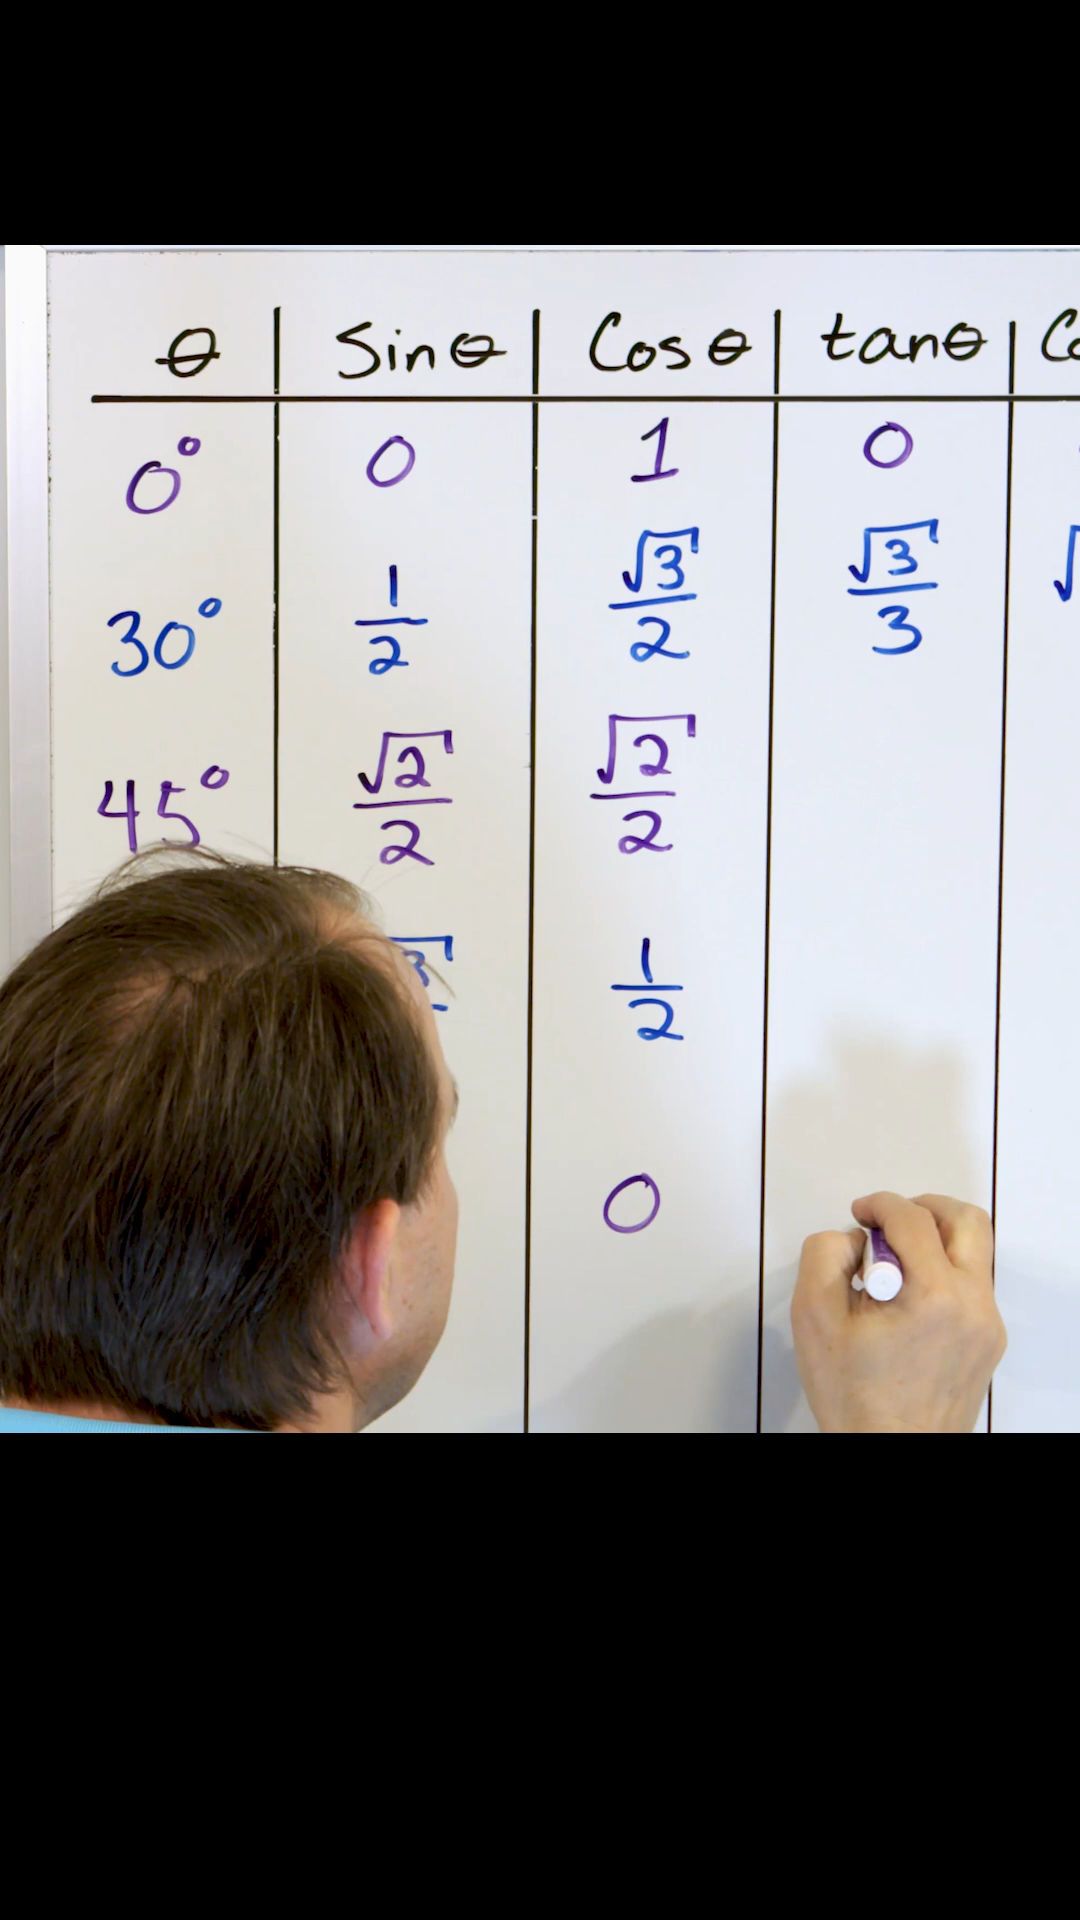 θ sinθ cosθ tanθ
0° 0 1 0
30° 1/2 √3/2 √3/3
45° √2/2 √2/2
1/2
0